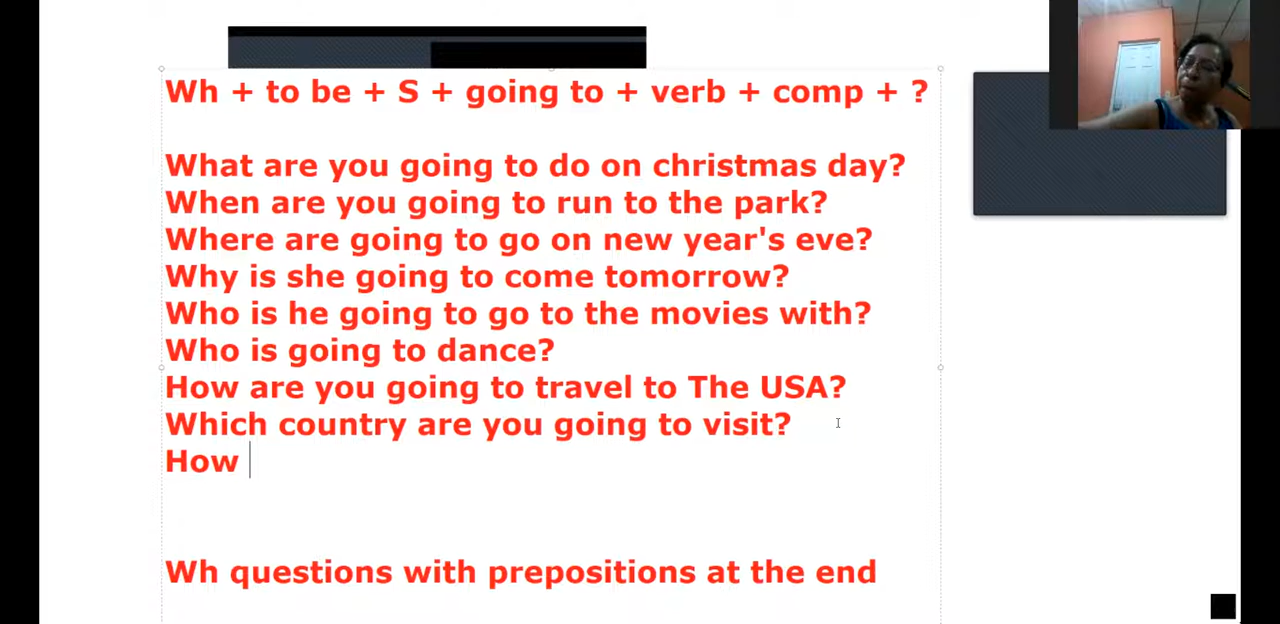 Wh + to be + S + going to + verb + comp + ?
What are you going to do on christmas day?
When are you going to run to the park?
Where are going to go on new year's eve?
Why is she going to come tomorrow?
Who is he going to go to the movies with?
Who is going to dance?
How are you going to travel to The USA?
Which country are you going to visit?
How
Wh questions with prepositions at the end